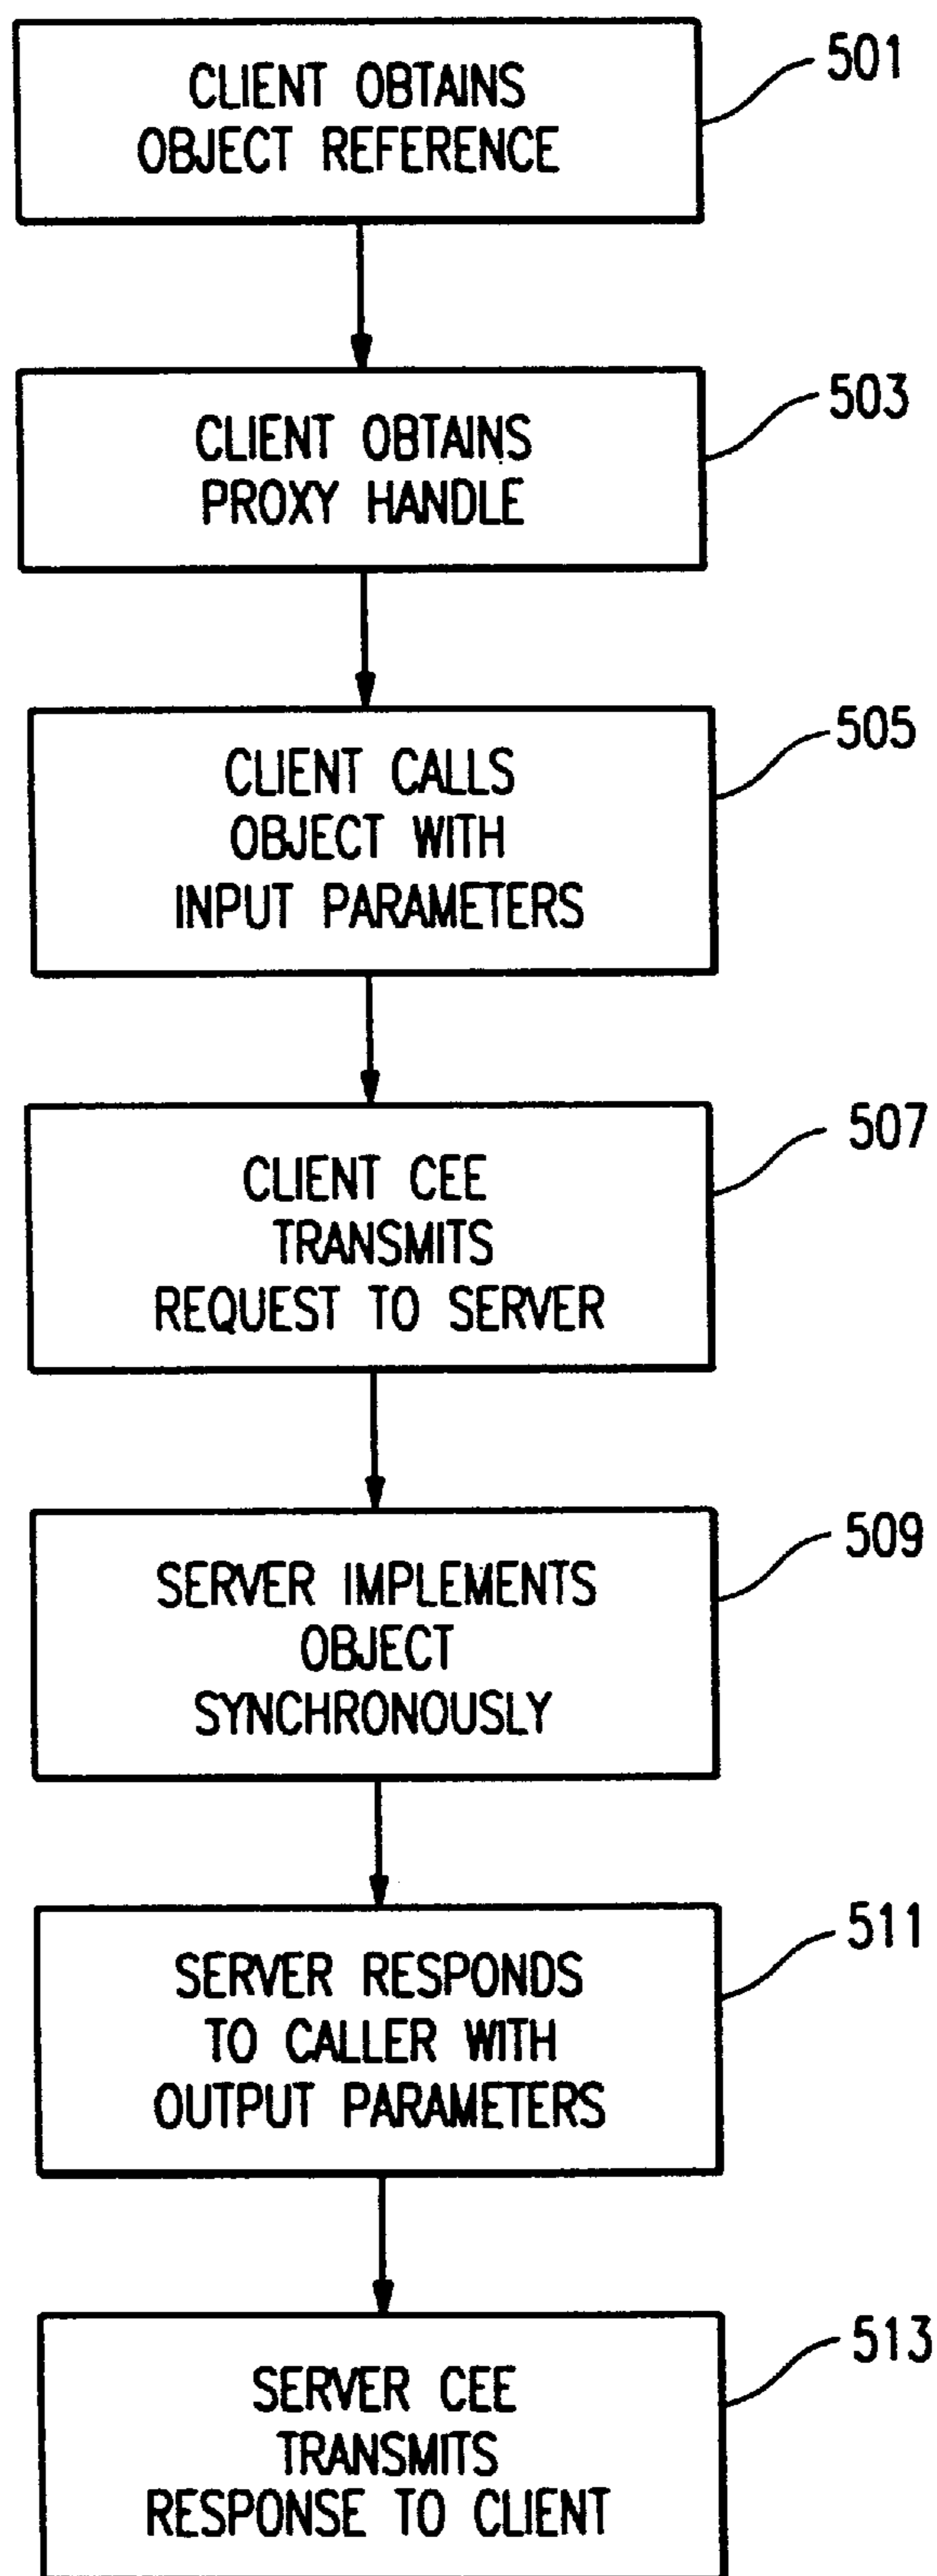 CLIENT OBTAINS
OBJECT REFERENCE
501
CLIENT OBTAINS
PROXY HANDLE
503
CLIENT CALLS
OBJECT WITH
INPUT PARAMETERS
505
CLIENT CEE
TRANSMITS
REQUEST TO SERVER
507
SERVER IMPLEMENTS
OBJECT
SYNCHRONOUSLY
509
SERVER RESPONDS
TO CALLER WITH
OUTPUT PARAMETERS
511
SERVER CEE
TRANSMITS
RESPONSE TO CLIENT
513